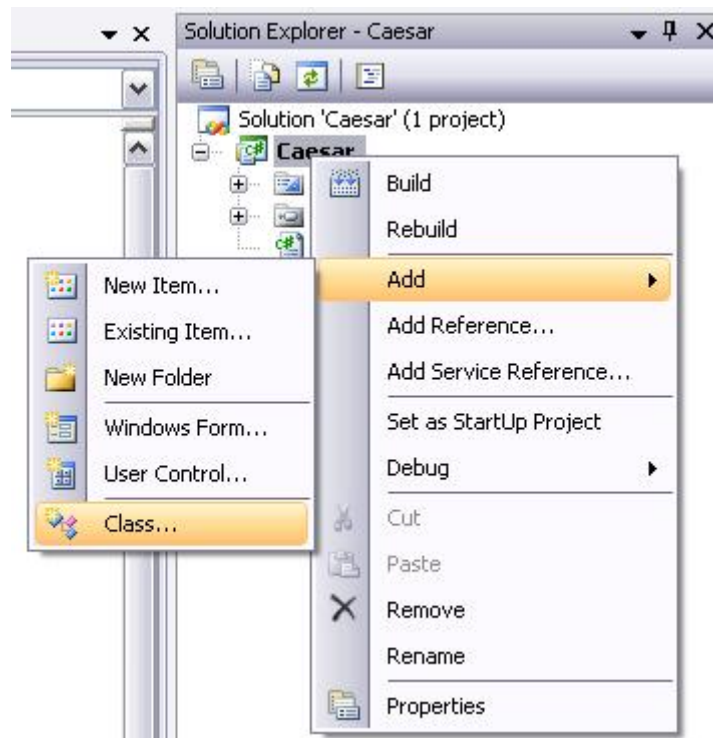 Solution Explorer - Caesar
Solution 'Caesar' (1 project)
Caesar
Build
Rebuild
Add
Add Reference...
Add Service Reference...
Set as StartUp Project
Debug
Cut
Paste
Remove
Rename
Properties
New Item...
Existing Item...
New Folder
Windows Form...
User Control...
Class...